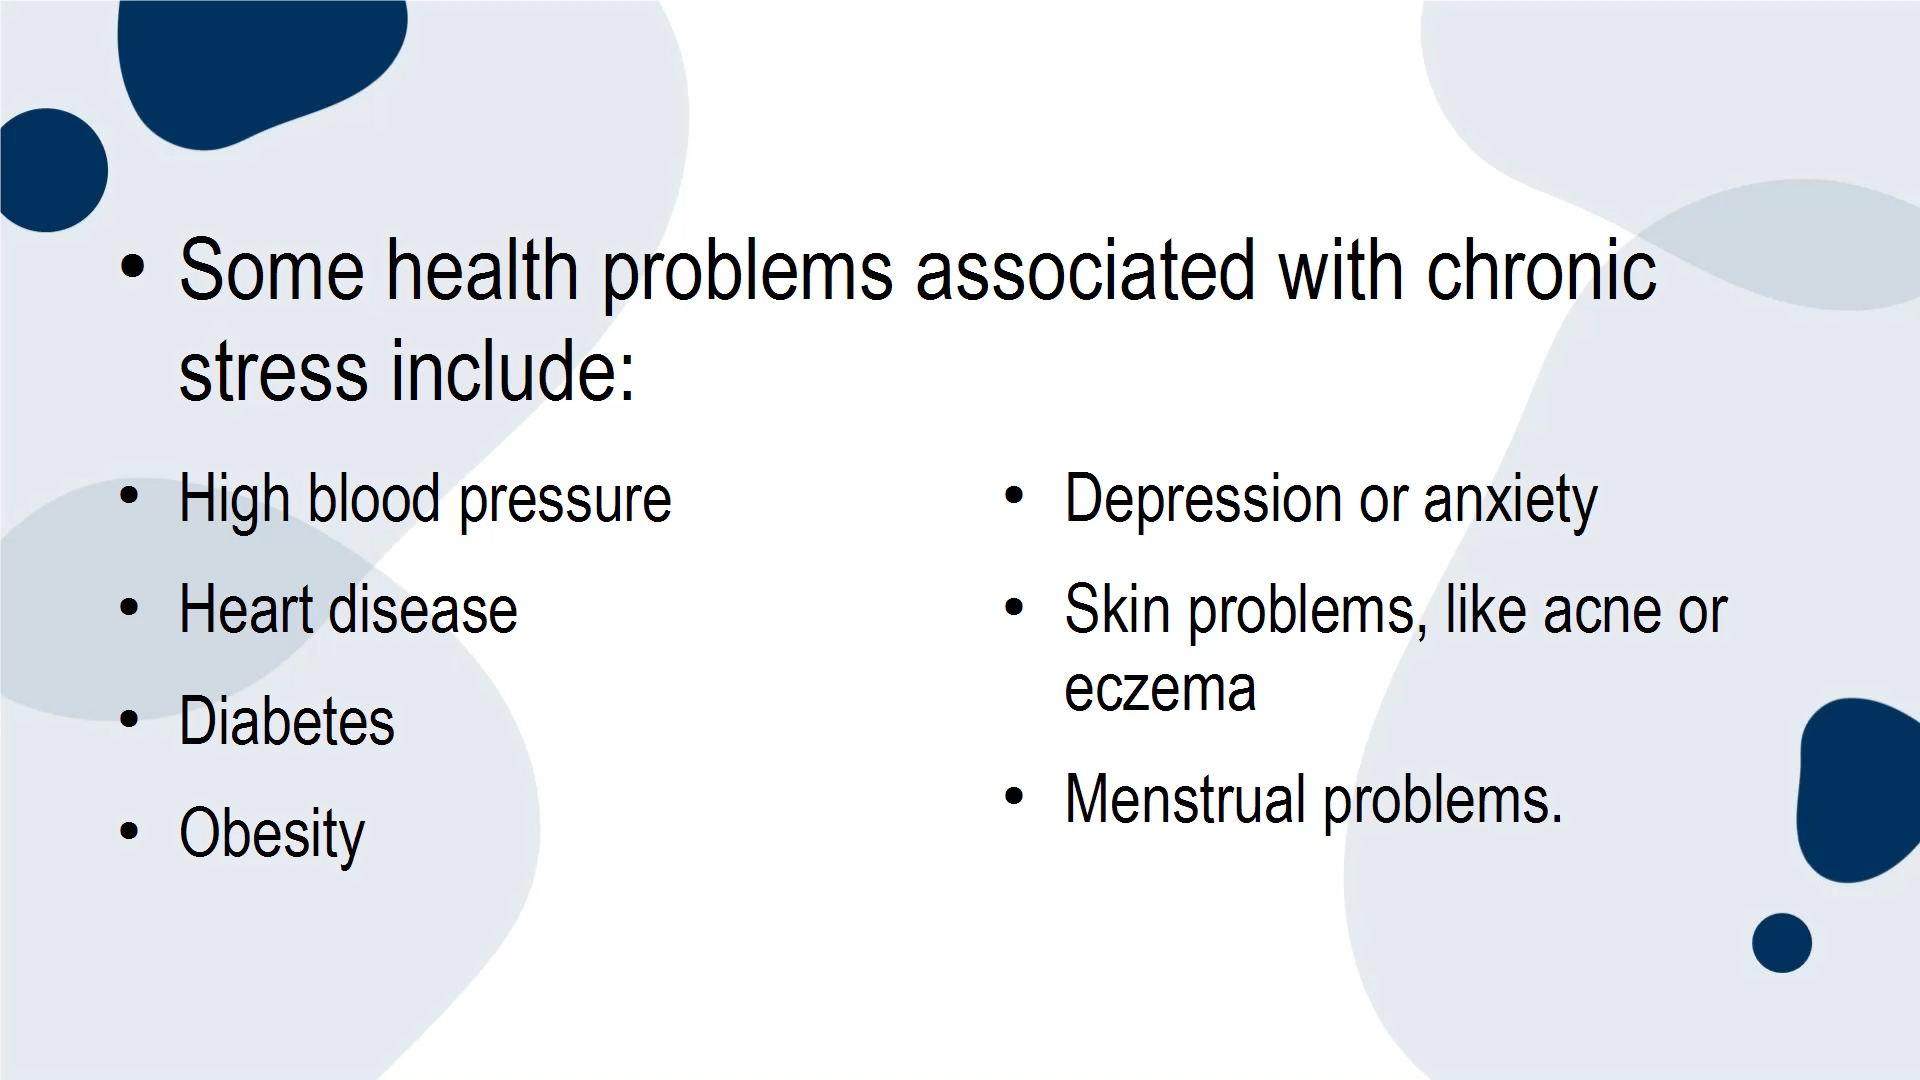 • Some health problems associated with chronic
stress include:
• High blood pressure
• Heart disease
• Diabetes
• Obesity
• Depression or anxiety
• Skin problems, like acne or
eczema
• Menstrual problems.